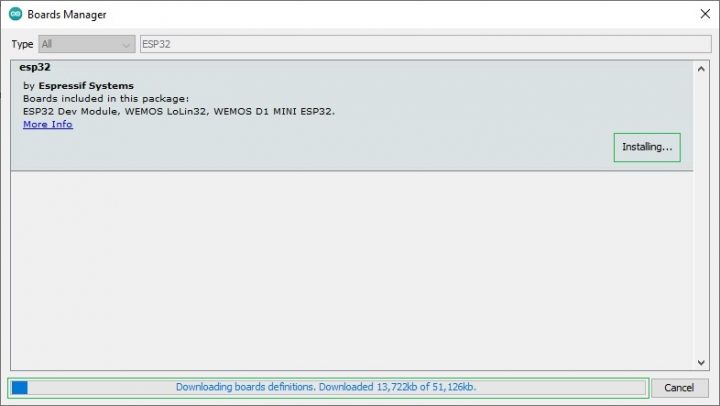 Boards Manager
Type All ESP32
esp32
by Espressif Systems
Boards included in this package:
ESP32 Dev Module, WEMOS LoLin32, WEMOS D1 MINI ESP32.
More Info
Installing...
Downloading boards definitions. Downloaded 13,722kb of 51,126kb. Cancel